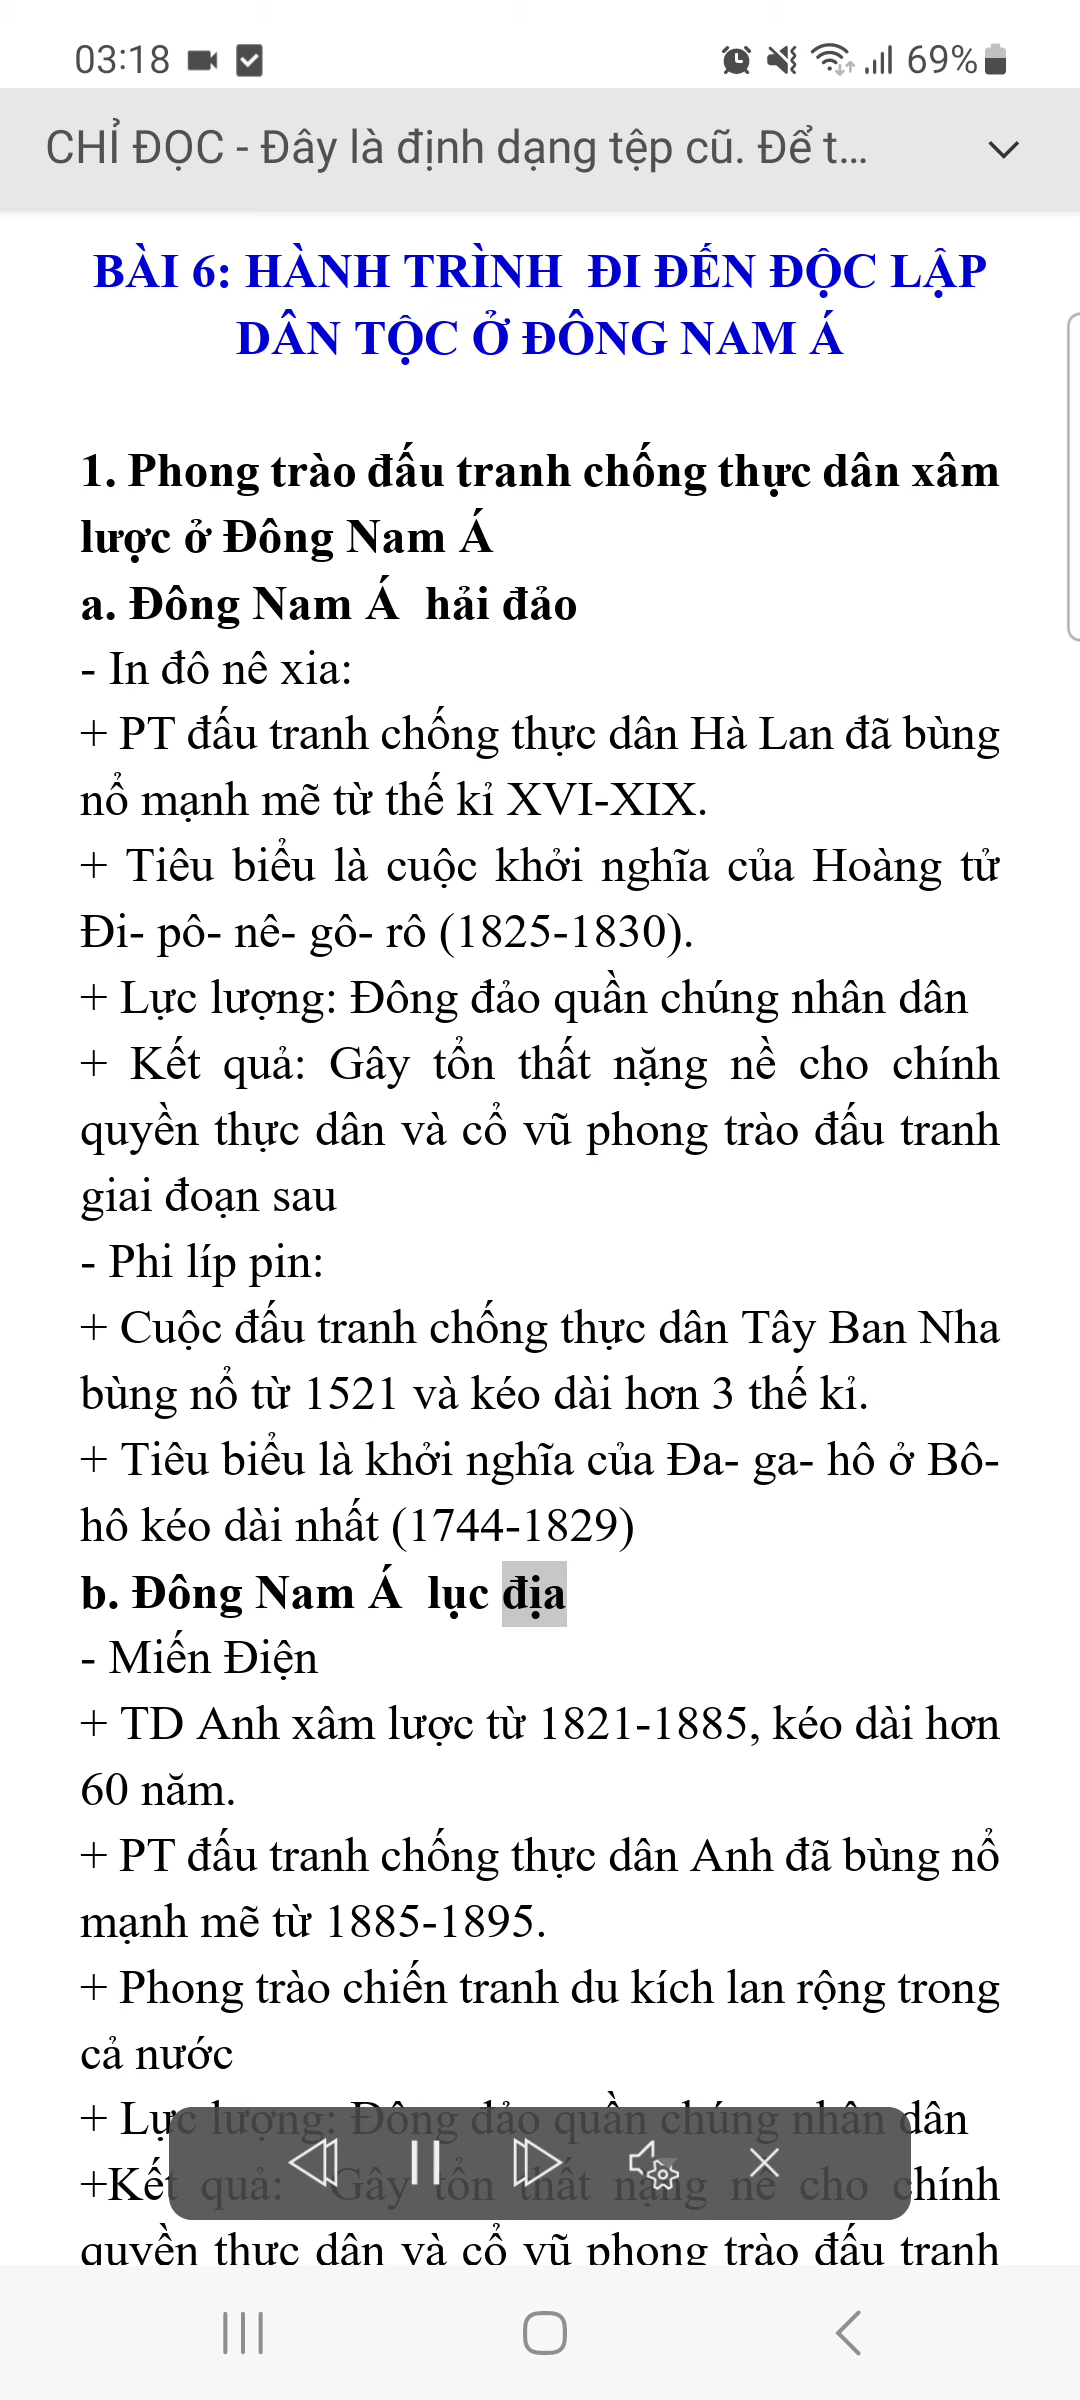 03:18
69%
CHỈ ĐỌC - Đây là định dạng tệp cũ. Để t...
BÀI 6: HÀNH TRÌNH  ĐI ĐẾN ĐỘC LẬP
DÂN TỘC Ở ĐÔNG NAM Á
1. Phong trào đấu tranh chống thực dân xâm
lược ở Đông Nam Á
a. Đông Nam Á  hải đảo
- In đô nê xia:
+ PT đấu tranh chống thực dân Hà Lan đã bùng
nổ mạnh mẽ từ thế kỉ XVI-XIX.
+ Tiêu biểu là cuộc khởi nghĩa của Hoàng tử
Đi- pô- nê- gô- rô (1825-1830).
+ Lực lượng: Đông đảo quần chúng nhân dân
+ Kết quả: Gây tổn thất nặng nề cho chính
quyền thực dân và cổ vũ phong trào đấu tranh
giai đoạn sau
- Phi líp pin:
+ Cuộc đấu tranh chống thực dân Tây Ban Nha
bùng nổ từ 1521 và kéo dài hơn 3 thế kỉ.
+ Tiêu biểu là khởi nghĩa của Đa- ga- hô ở Bô-
hô kéo dài nhất (1744-1829)
b. Đông Nam Á  lục địa
- Miến Điện
+ TD Anh xâm lược từ 1821-1885, kéo dài hơn
60 năm.
+ PT đấu tranh chống thực dân Anh đã bùng nổ
mạnh mẽ từ 1885-1895.
+ Phong trào chiến tranh du kích lan rộng trong
cả nước
+ Lực lượng: Đông đảo quần chúng nhân dân
+Kết quả: Gây tổn thất nặng nề cho chính
quyền thực dân và cổ vũ phong trào đấu tranh